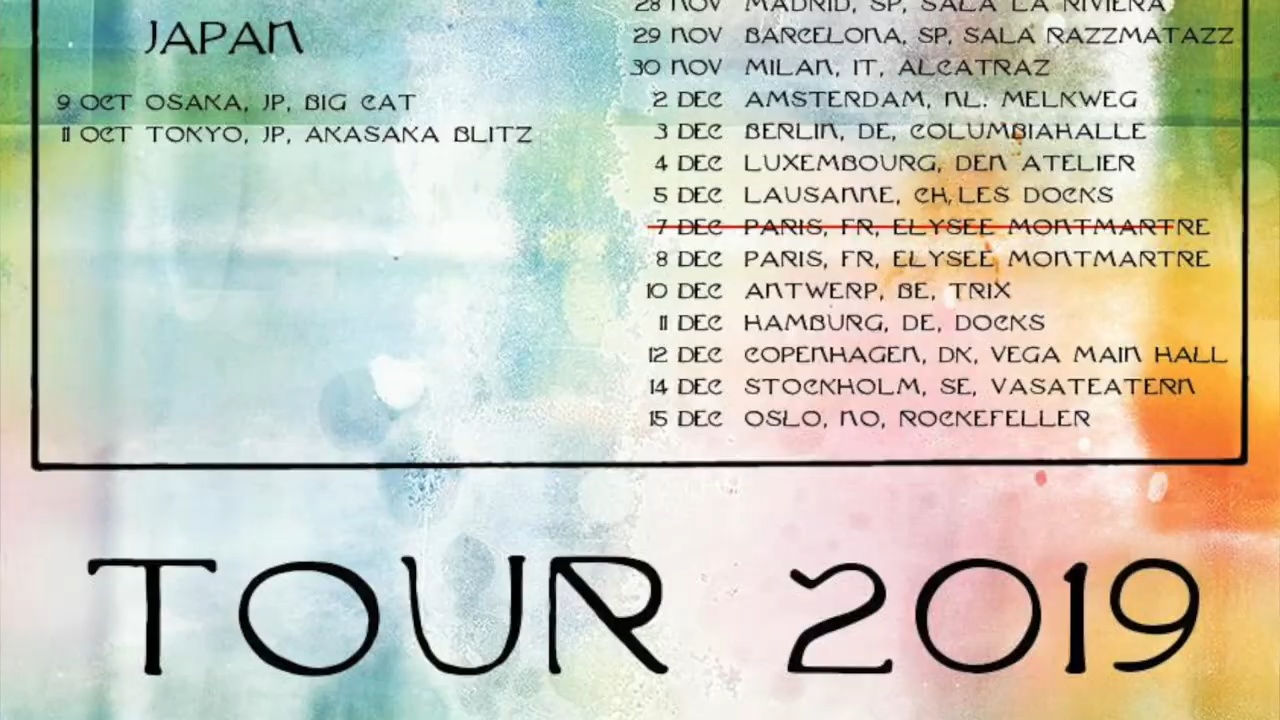 JAPAN
9 OCT OSAKA, JP, BIG CAT
11 OCT TOKYO, JP, AKASAKA BLITZ
28 NOV MADRID, SP, SALA LA RIVIERA
29 NOV BARCELONA, SP, SALA RAZZMATAZZ
30 NOV MILAN, IT, ALCATRAZ
2 DEC AMSTERDAM, NL. MELKWEG
3 DEC BERLIN, DE, COLUMBIAHALLE
4 DEC LUXEMBOURG, DEN ATELIER
5 DEC LAUSANNE, CH, LES DOCKS
7 DEC PARIS, FR, ELYSEE MONTMARTRE
8 DEC PARIS, FR, ELYSEE MONTMARTRE
10 DEC ANTWERP, BE, TRIX
11 DEC HAMBURG, DE, DOCKS
12 DEC COPENHAGEN, DK, VEGA MAIN HALL
14 DEC STOCKHOLM, SE, VASATEATERN
15 DEC OSLO, NO, ROCKEFELLER
TOUR 2019